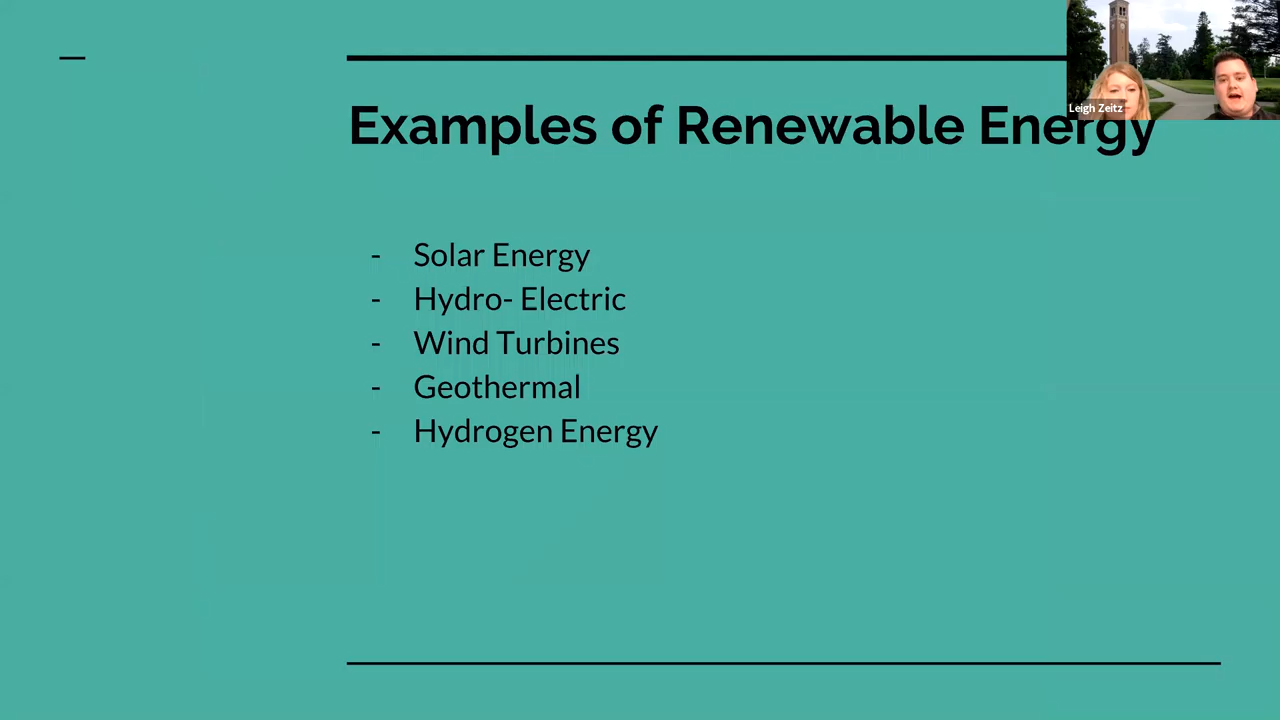 Leigh Zeitz
Examples of Renewable Energy
- Solar Energy
- Hydro- Electric
- Wind Turbines
- Geothermal
- Hydrogen Energy